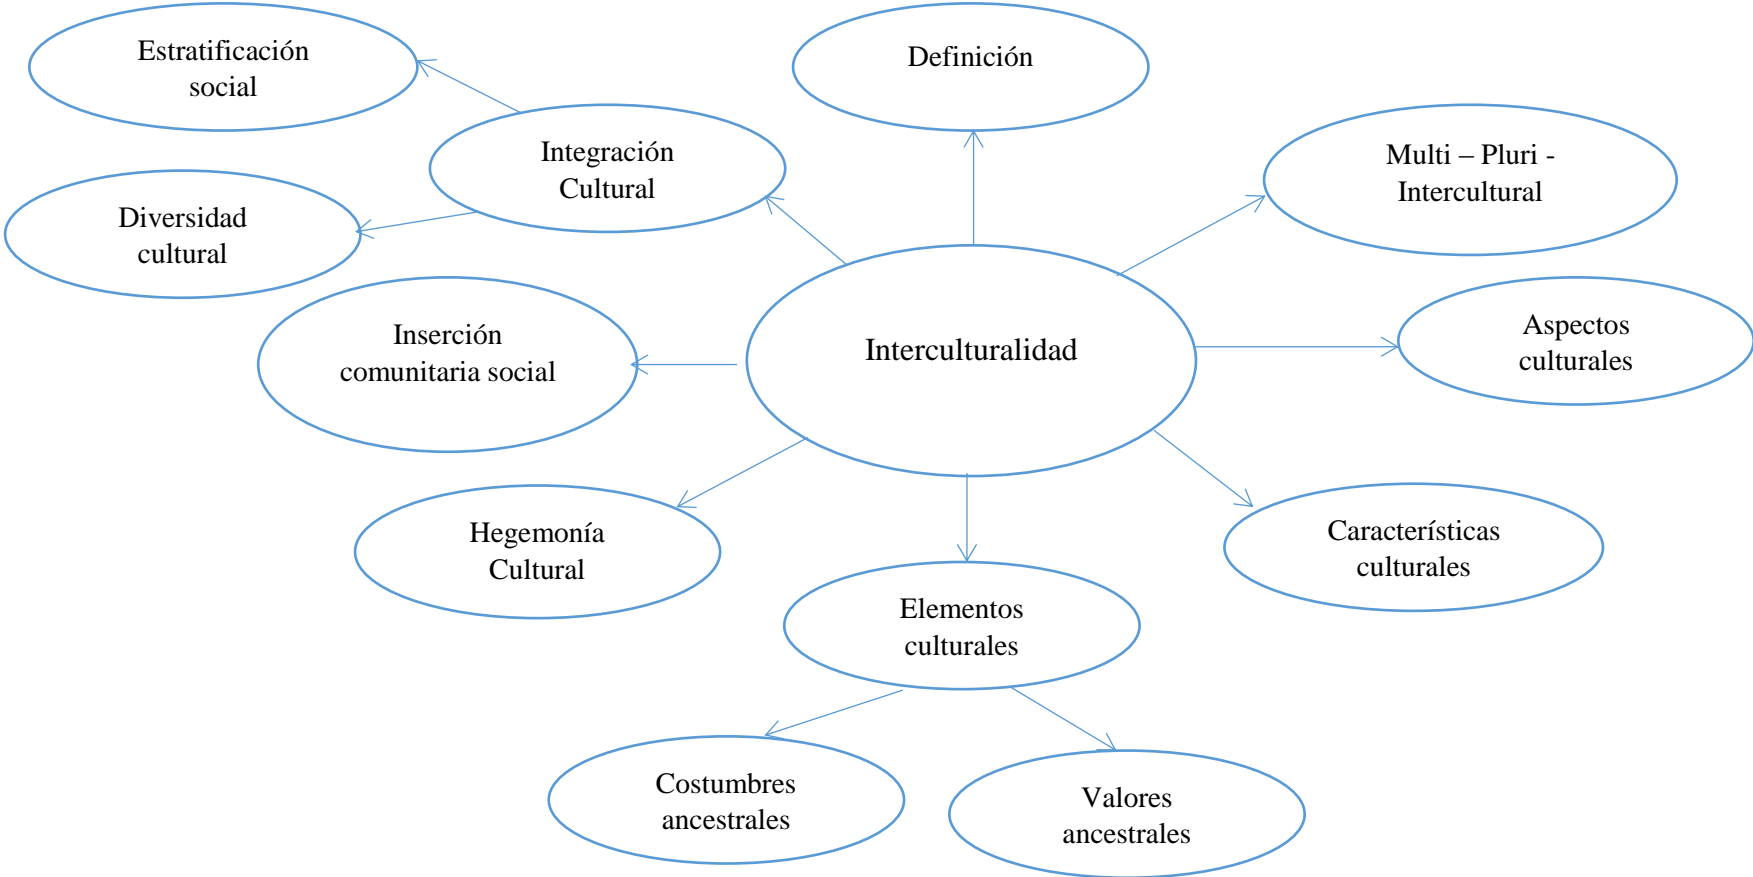 Estratificación
social
Definición
Integración
Cultural
Multi – Pluri -
Intercultural
Diversidad
cultural
Inserción
comunitaria social
Interculturalidad
Aspectos
culturales
Hegemonía
Cultural
Características
culturales
Elementos
culturales
Costumbres
ancestrales
Valores
ancestrales